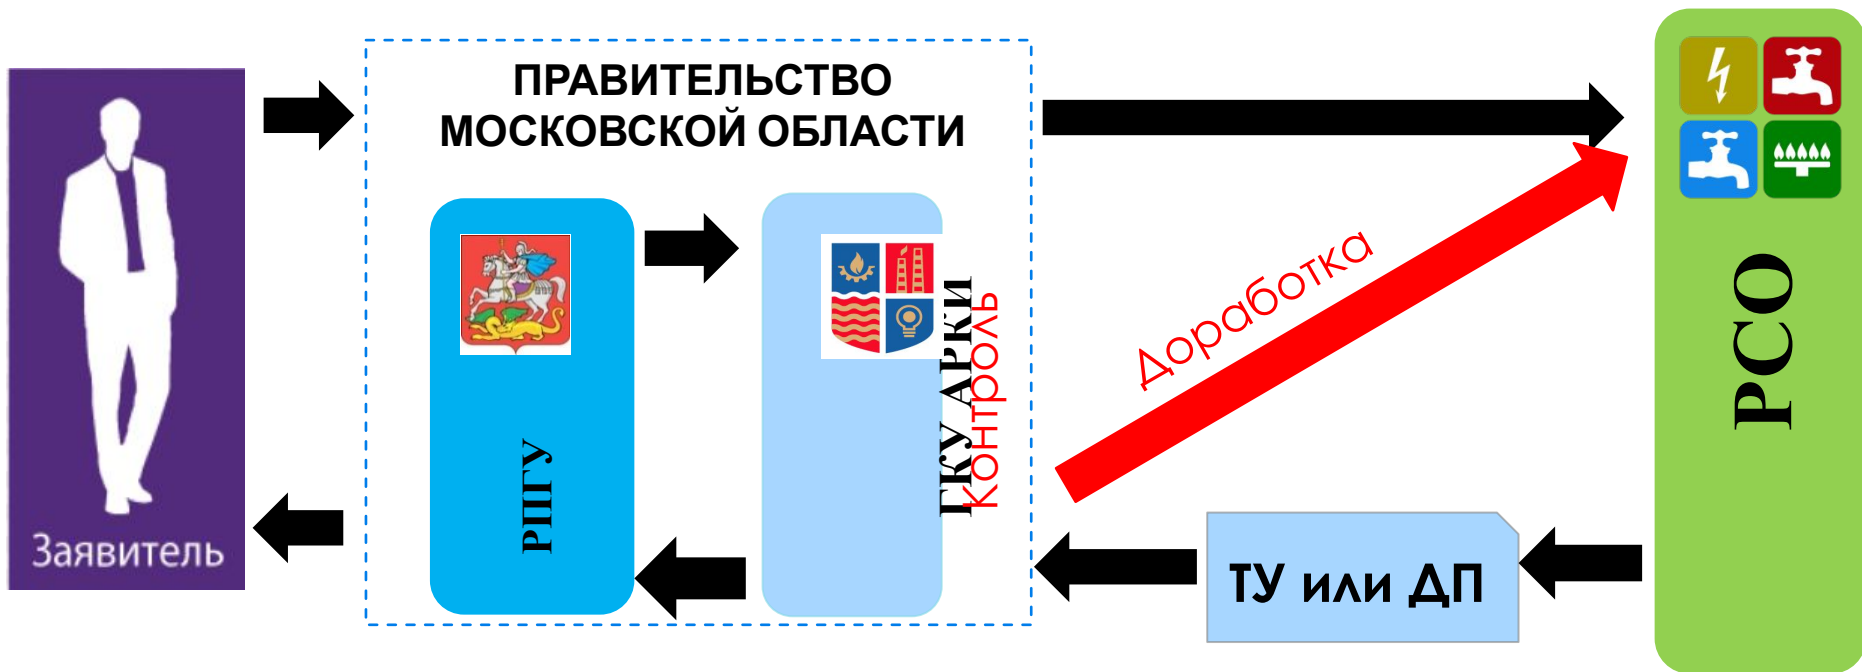 ПРАВИТЕЛЬСТВО
МОСКОВСКОЙ ОБЛАСТИ
Заявитель
РПГУ
ГКУ АРКИ
Контроль
Доработка
ТУ или ДП
РСО